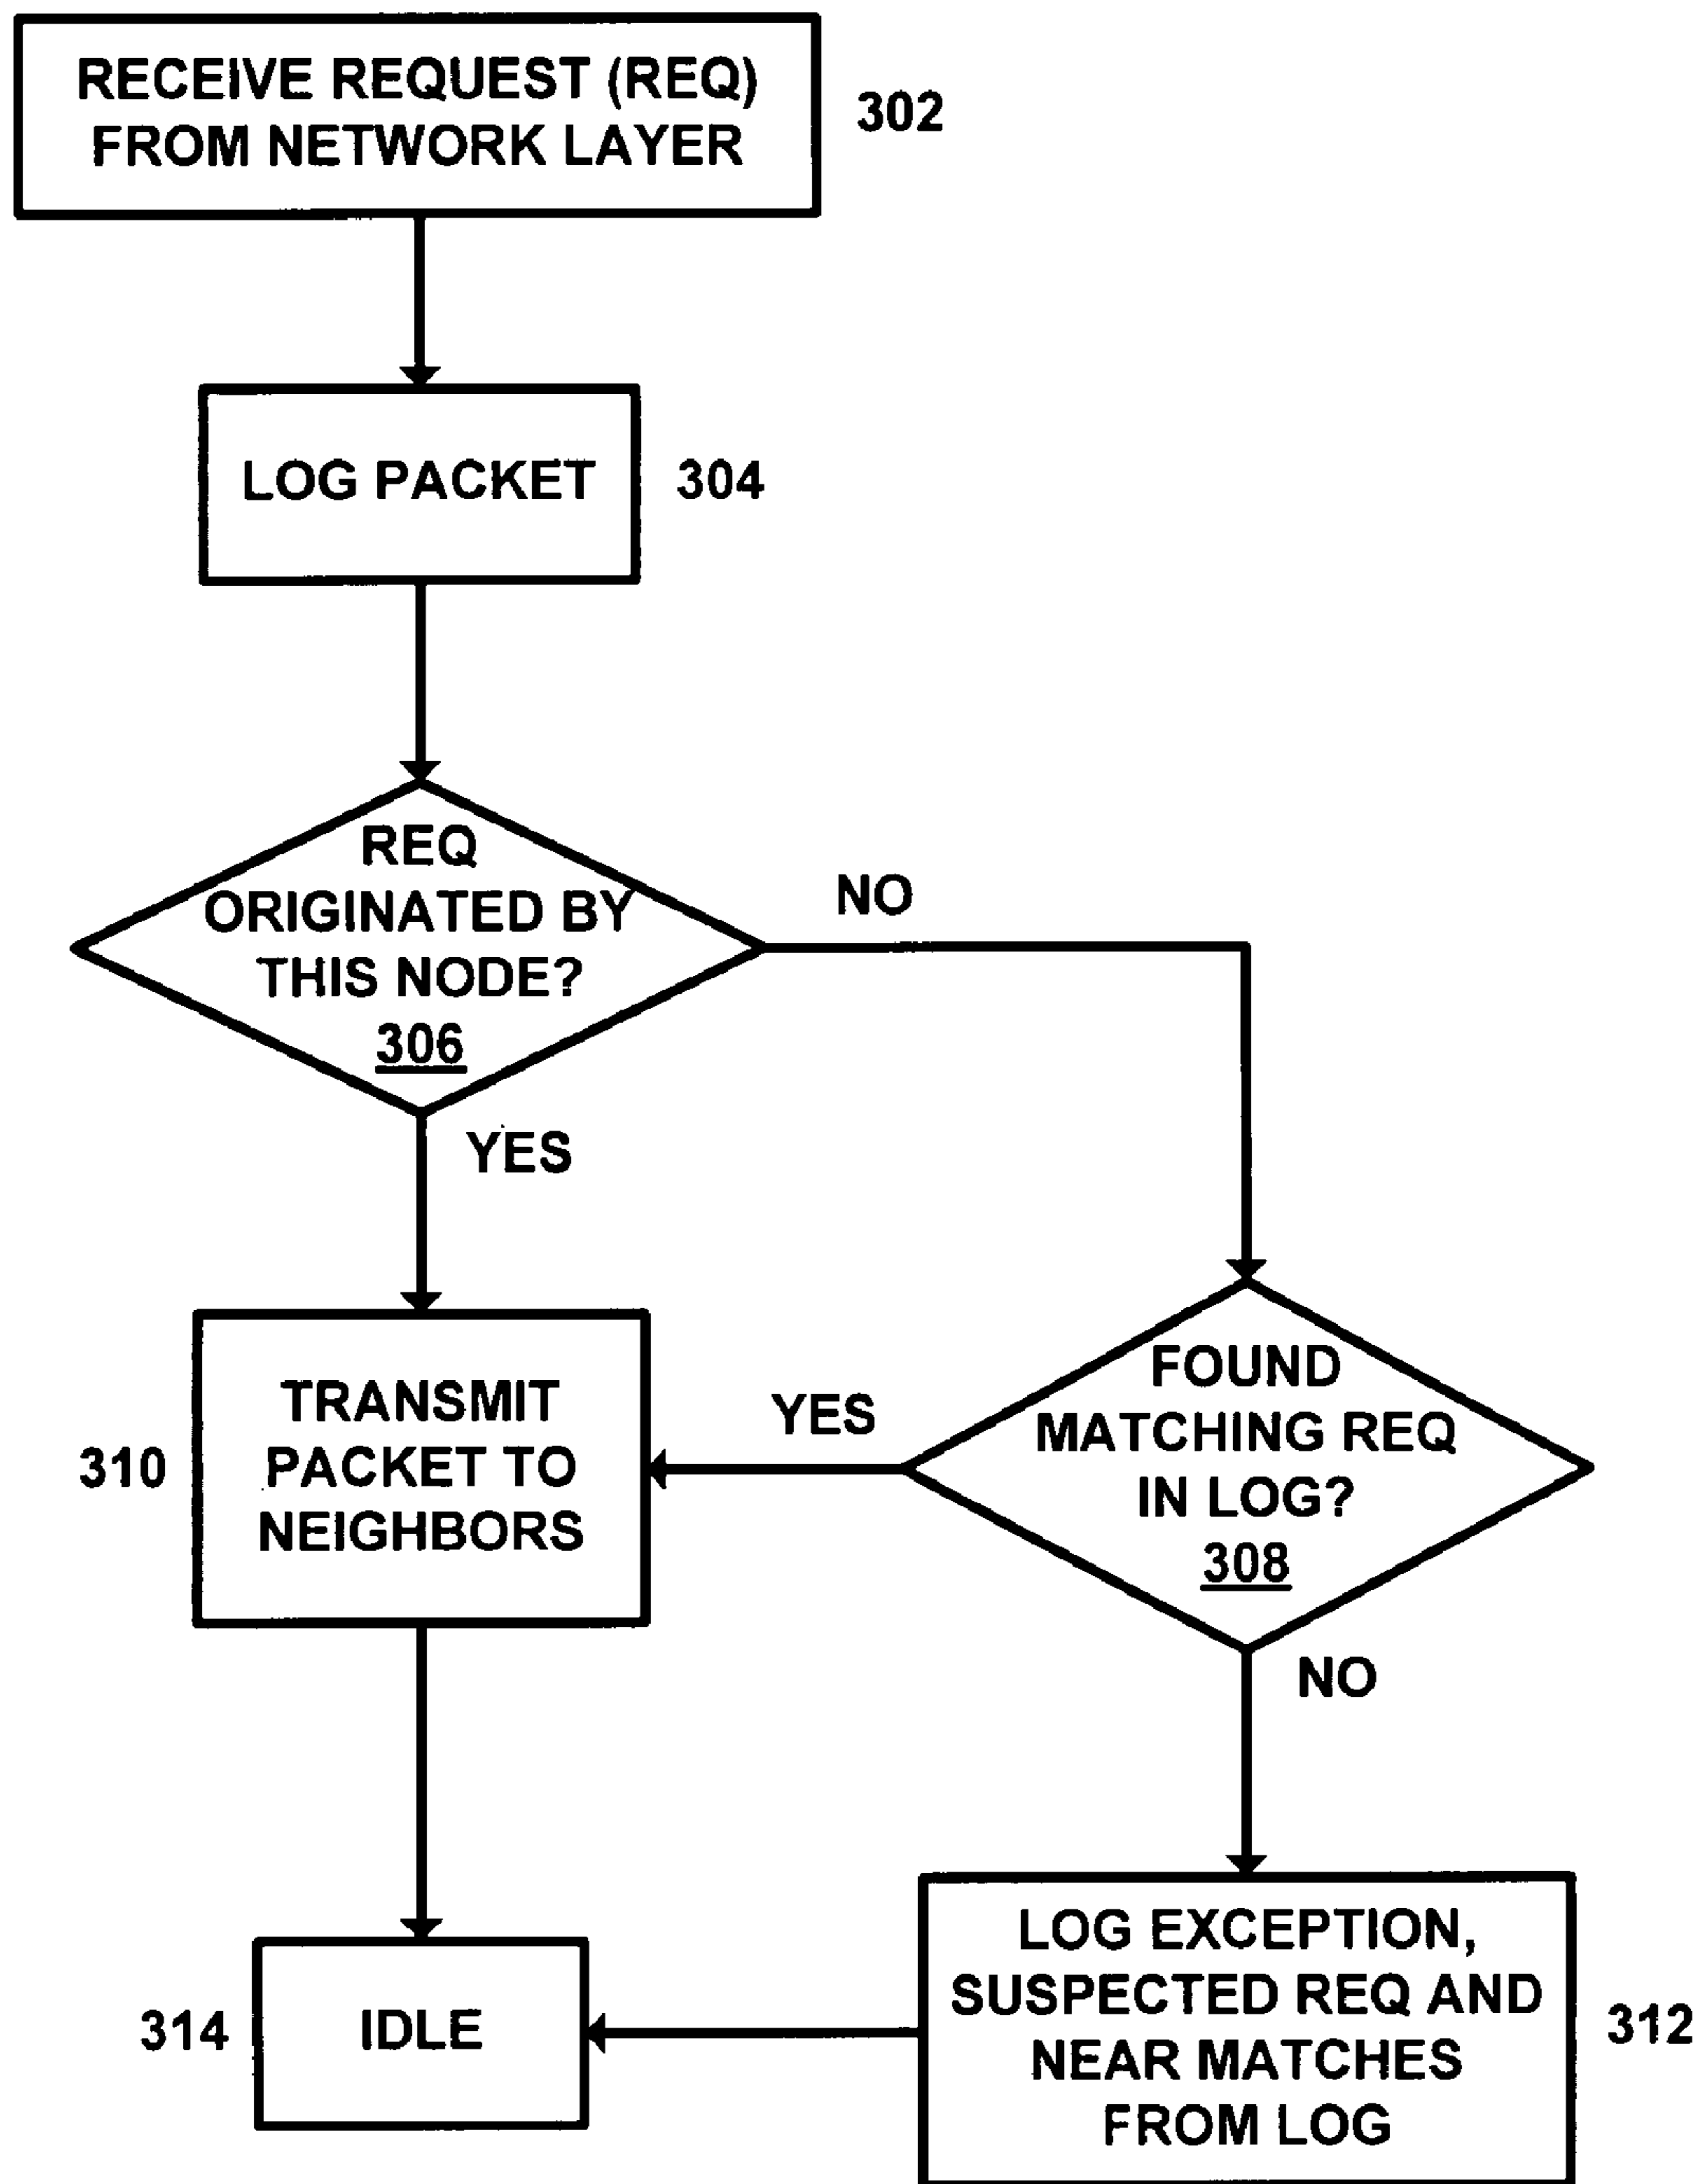 RECEIVE REQUEST (REQ)
FROM NETWORK LAYER
302
LOG PACKET
304
REQ
ORIGINATED BY
THIS NODE?
306
NO
YES
TRANSMIT
PACKET TO
NEIGHBORS
310
YES
FOUND
MATCHING REQ
IN LOG?
308
NO
LOG EXCEPTION,
SUSPECTED REQ AND
NEAR MATCHES
FROM LOG
312
314
IDLE